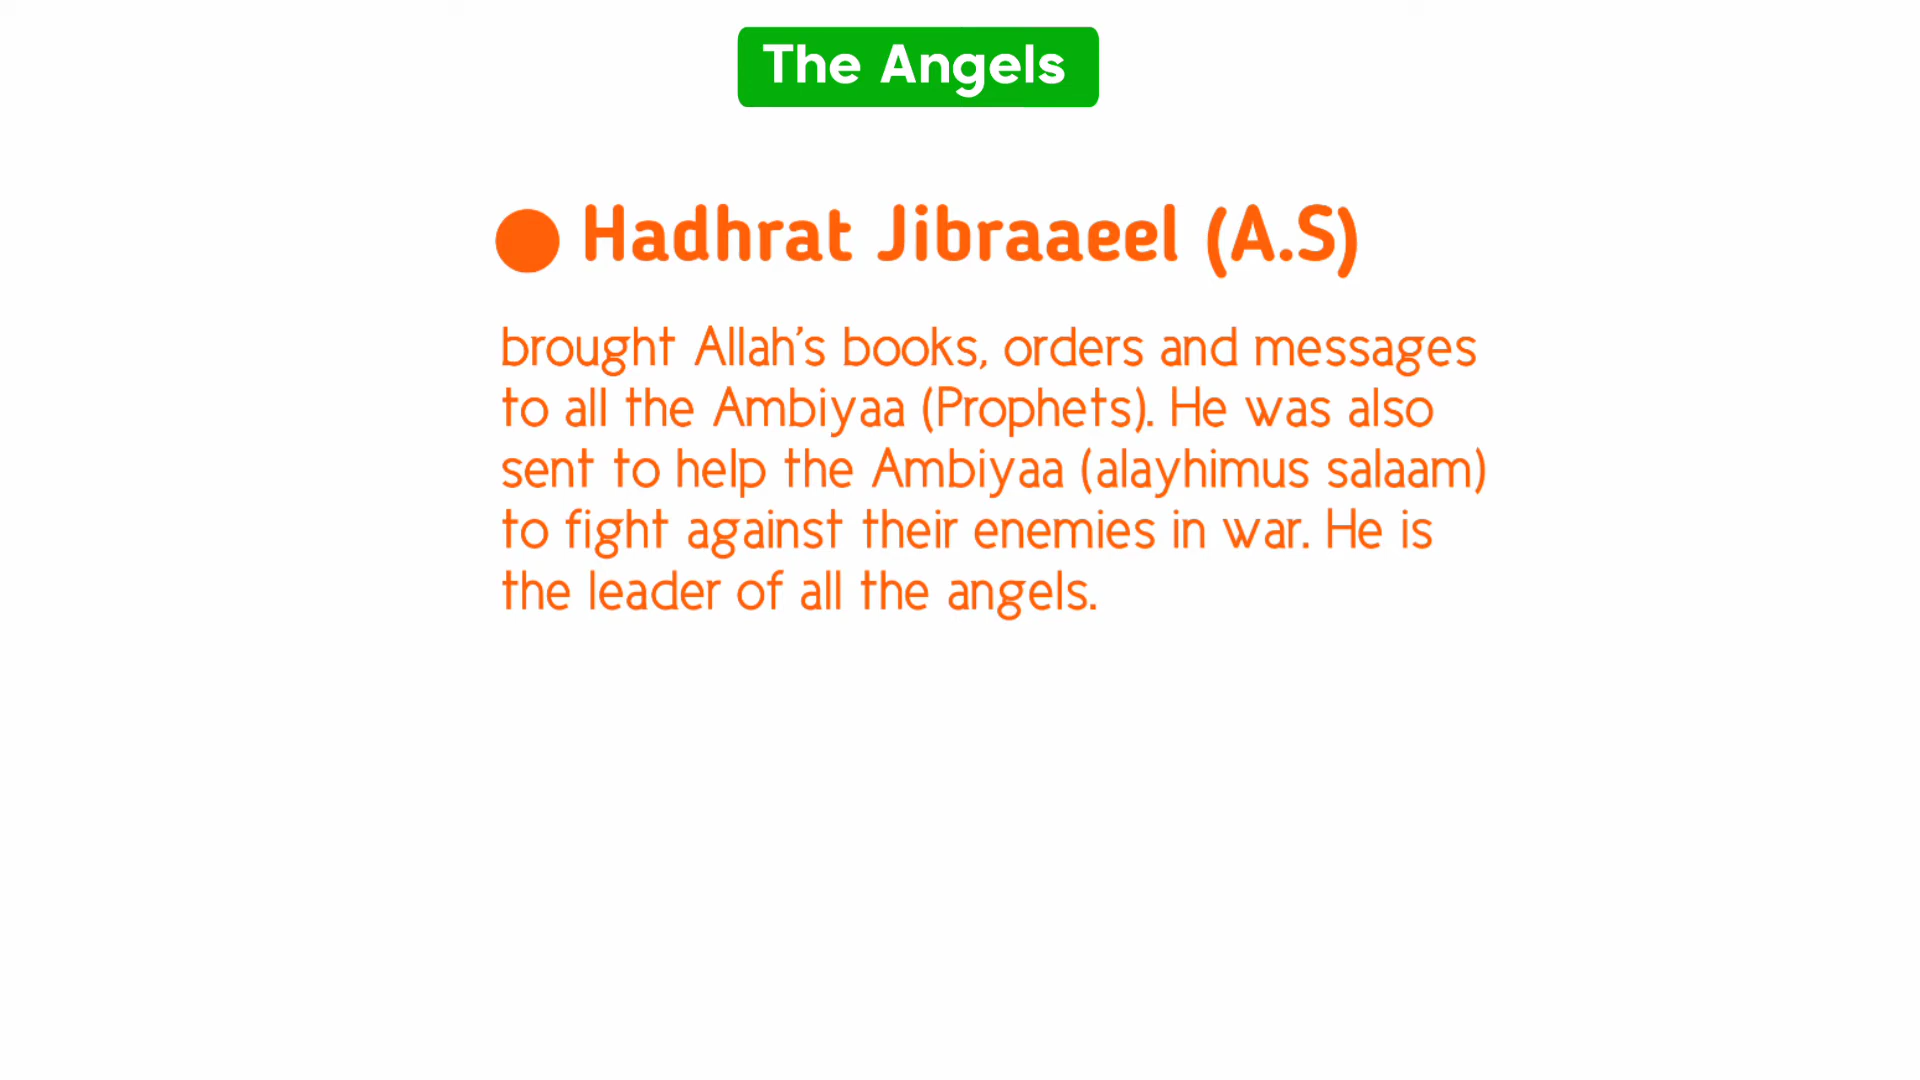 The Angels
Hadhrat Jibraaeel (A.S)
brought Allah's books, orders and messages
to all the Ambiyaa (Prophets). He was also
sent to help the Ambiyaa (alayhimus salaam)
to fight against their enemies in war. He is
the leader of all the angels.